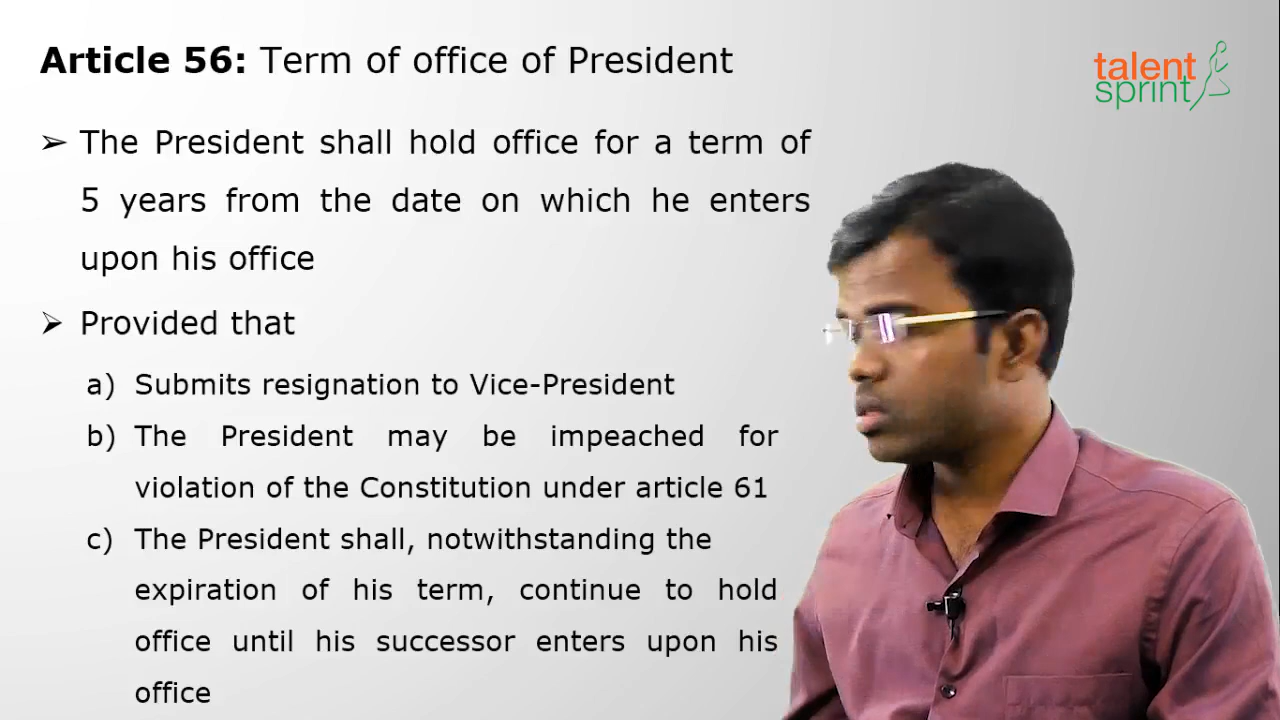 Article 56: Term of office of President
talent
sprint
➢ The President shall hold office for a term of
5 years from the date on which he enters
upon his office
➢ Provided that
a) Submits resignation to Vice-President
b) The President may be impeached for
violation of the Constitution under article 61
c) The President shall, notwithstanding the
expiration of his term, continue to hold
office until his successor enters upon his
office